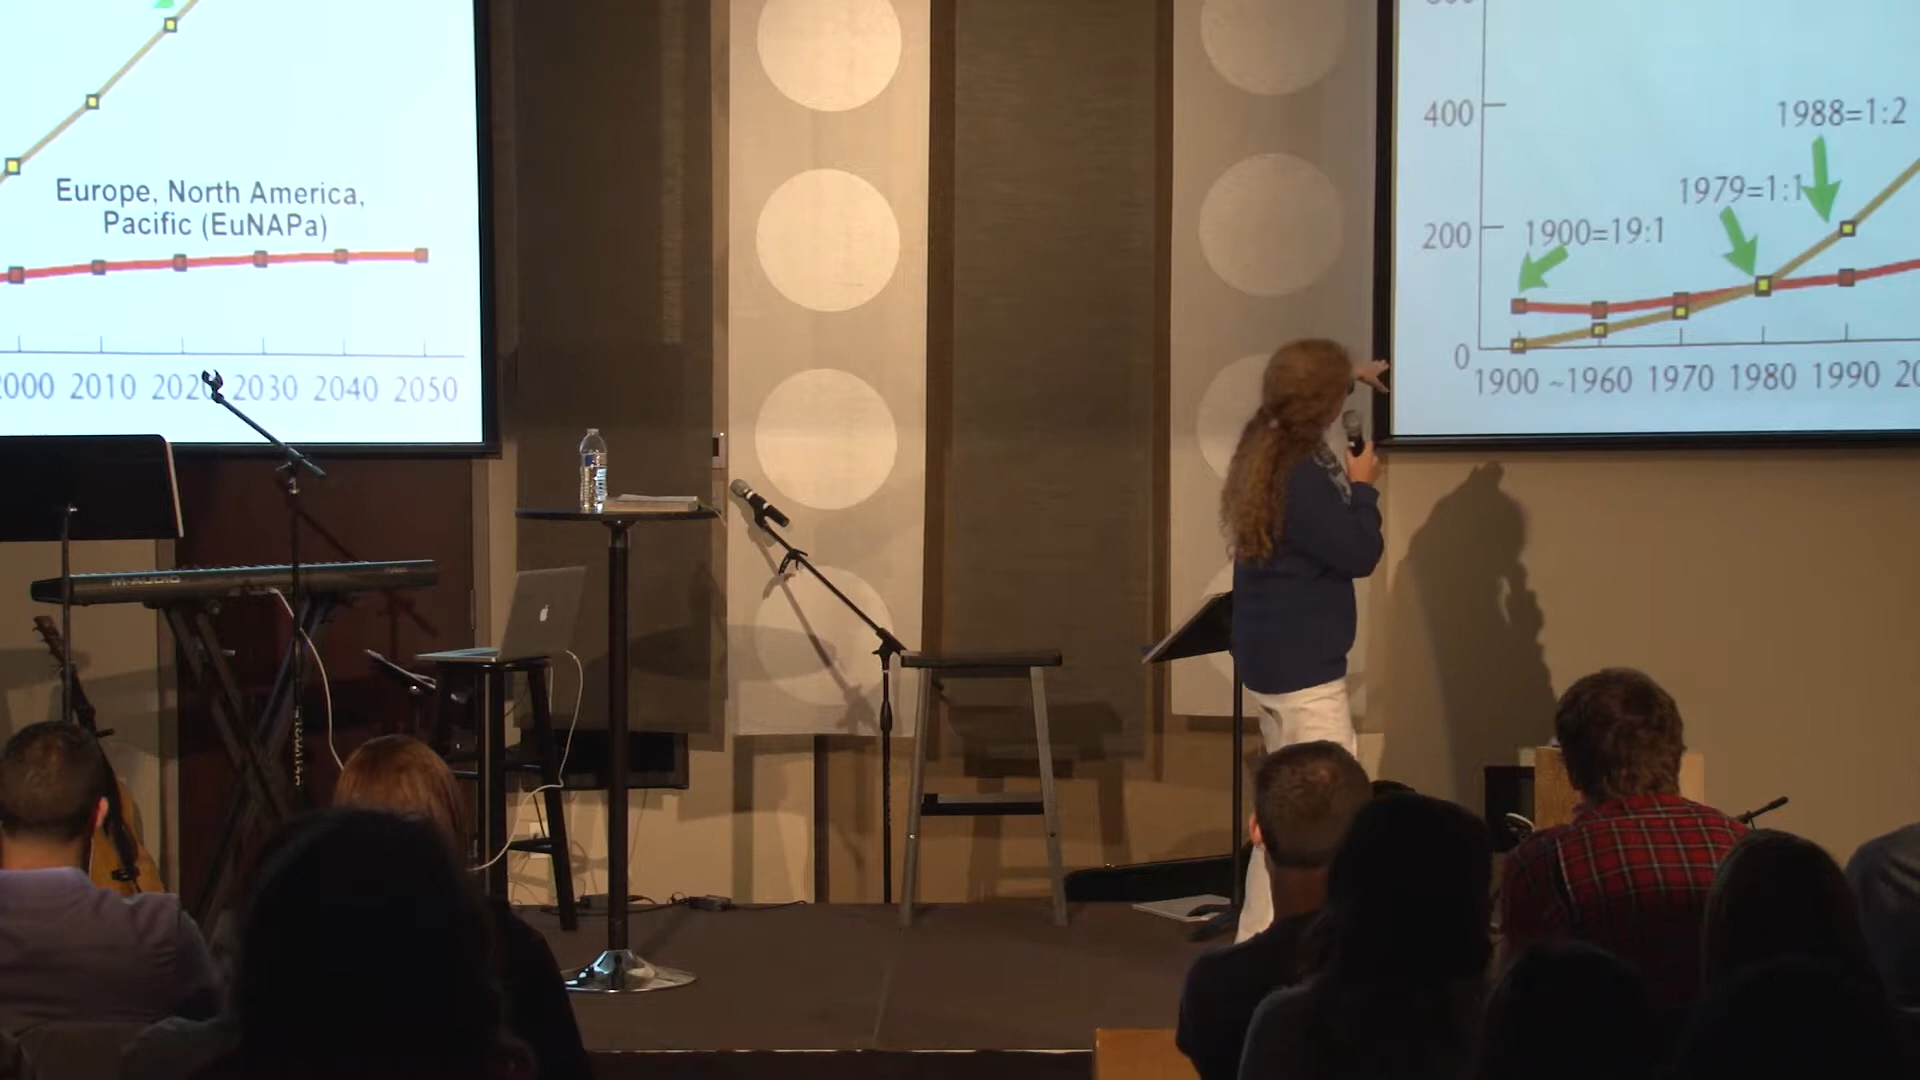 Europe, North America,
Pacific (EuNAPa)
2010 2020 2030 2040 2050
400
200
0
1988=1:2
1979=1:1
1900=19:1
1900 ~1960 1970 1980 1990
M-AUDIO